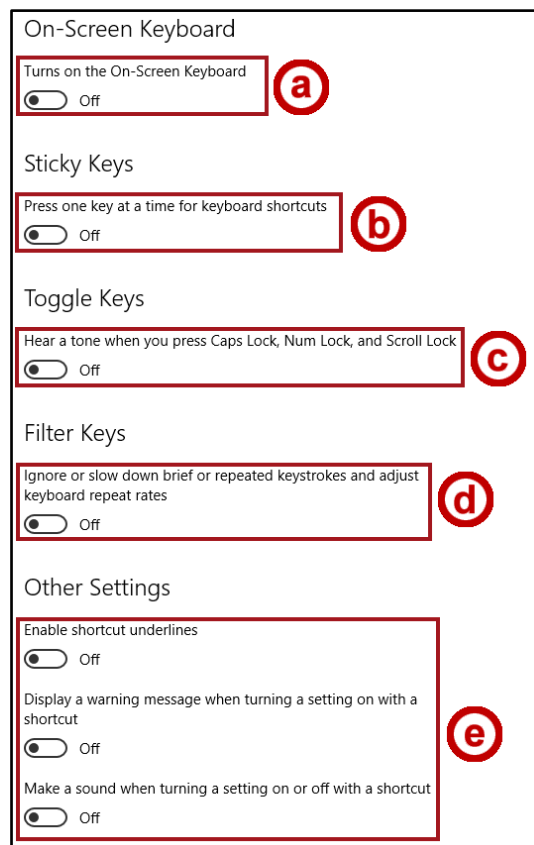 On-Screen Keyboard
Turns on the On-Screen Keyboard
Off
a
Sticky Keys
Press one key at a time for keyboard shortcuts
Off
b
Toggle Keys
Hear a tone when you press Caps Lock, Num Lock, and Scroll Lock
Off
c
Filter Keys
Ignore or slow down brief or repeated keystrokes and adjust
keyboard repeat rates
Off
d
Other Settings
Enable shortcut underlines
Off
Display a warning message when turning a setting on with a
shortcut
Off
e
Make a sound when turning a setting on or off with a shortcut
Off